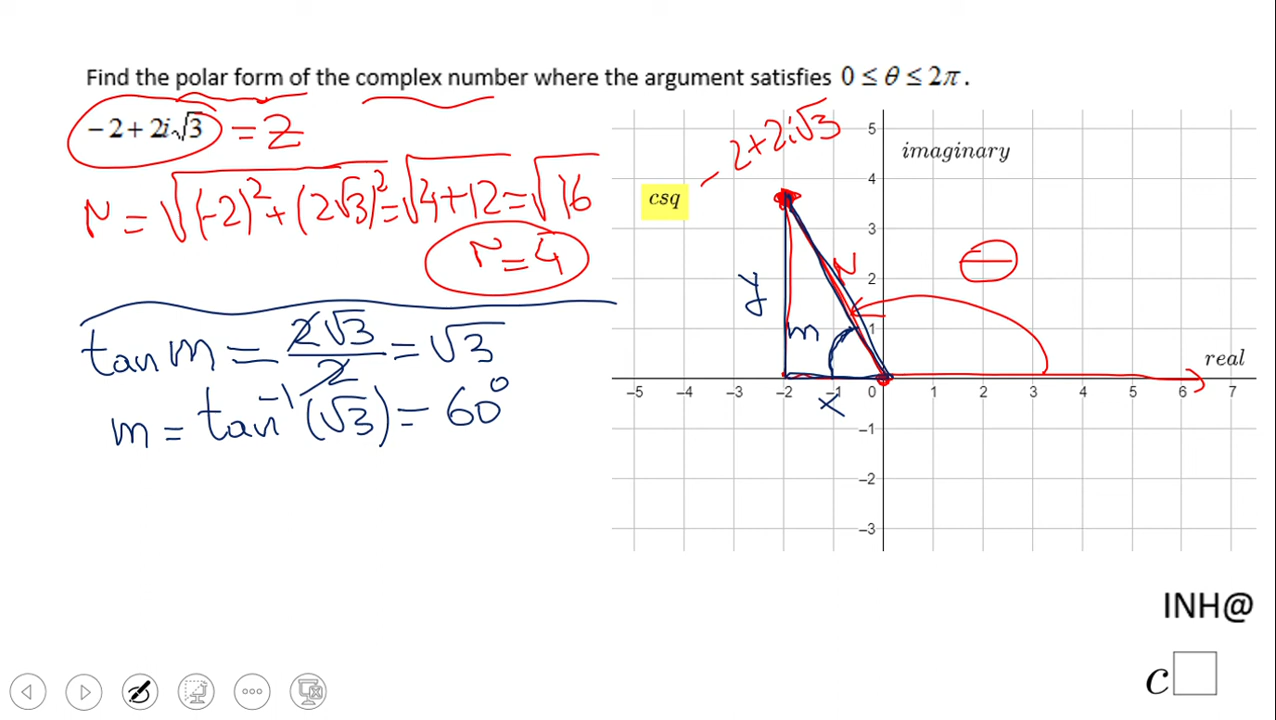 Find the polar form of the complex number where the argument satisfies 0 ≤ θ ≤ 2π.
−2 + 2i√3 = Z
r = √((-2)² + (2√3)²) = √(4+12) = √16
r = 4
tan m = 2√3/2 = √3
m = tan⁻¹(√3) = 60°
−2+2i√3
csq
imaginary
real
5
4
3
2
1
−5 −4 −3 −2 −1 0 1 2 3 4 5 6 7
−1
−2
−3
r
θ
y
m
x
INH@
c